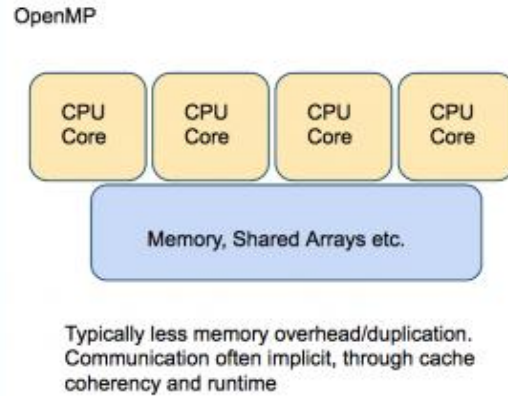 OpenMP
CPU
Core
CPU
Core
CPU
Core
CPU
Core
Memory, Shared Arrays etc.
Typically less memory overhead/duplication.
Communication often implicit, through cache
coherency and runtime